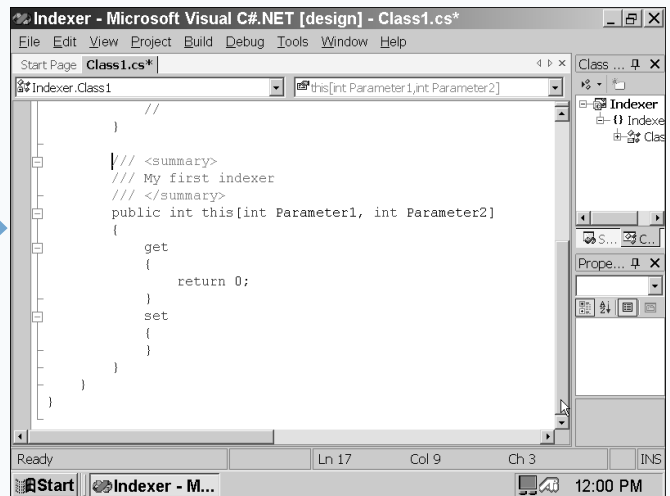 Indexer - Microsoft Visual C#.NET [design] - Class1.cs*
File Edit View Project Build Debug Tools Window Help
Start Page Class1.cs*
Class ...
Indexer.Class1
this[int Parameter1,int Parameter2]
Indexer
{} Indexe
Clas
//
}
/// <summary>
/// My first indexer
/// </summary>
public int this[int Parameter1, int Parameter2]
{
get
{
return 0;
}
set
{
}
}
}
}
S... C..
Prope...
Ready Ln 17 Col 9 Ch 3 INS
Start Indexer - M... 12:00 PM